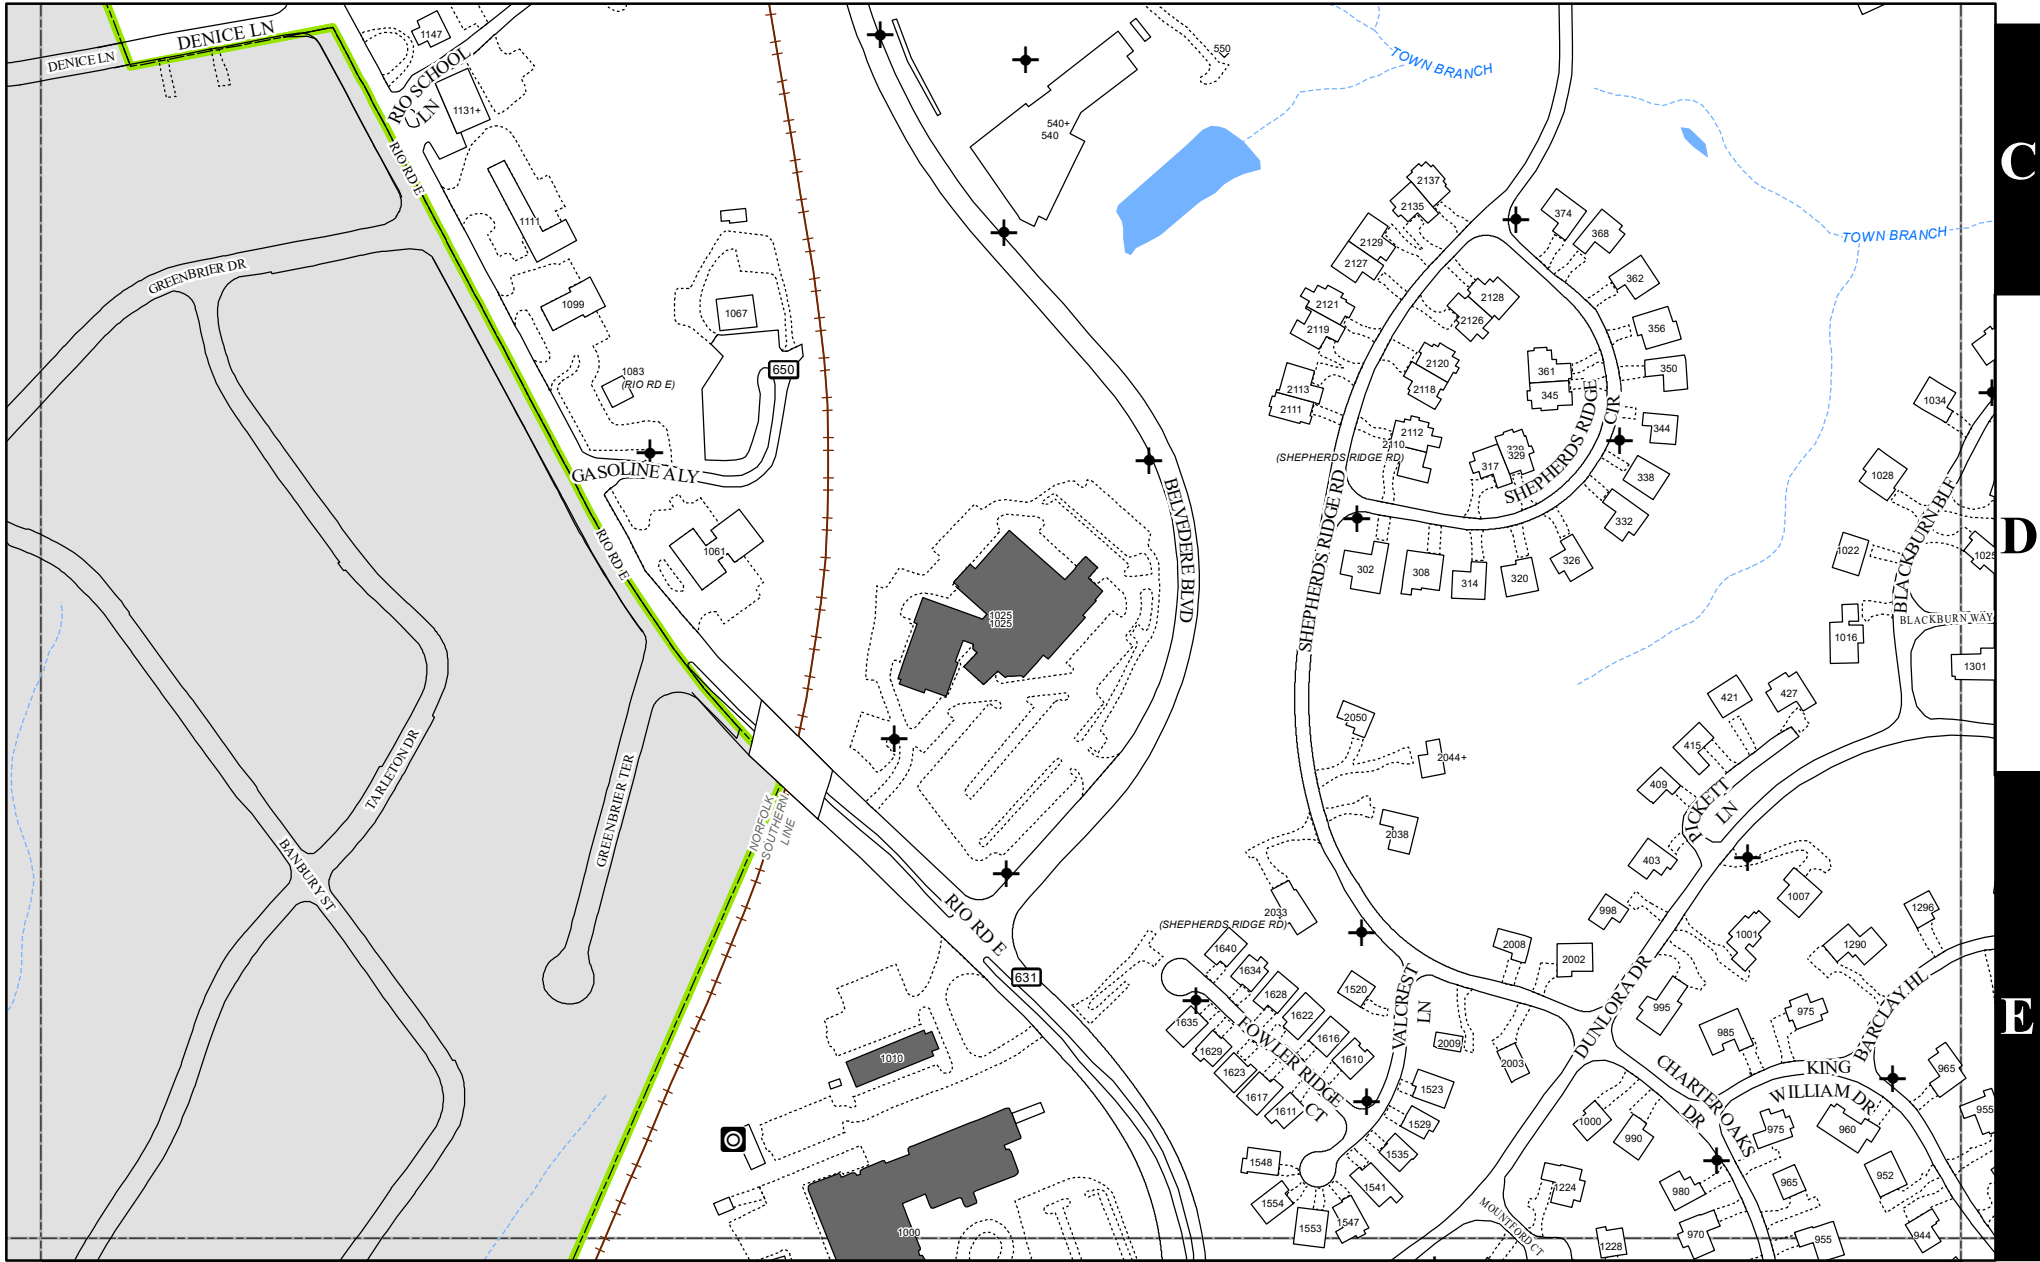 DENICE LN
DENICE LN
1147
RIO SCHOOL
LN
1131+
550
TOWN BRANCH
540+
540
C
RIO RD E
1111
2137
2135
374
368
TOWN BRANCH
2129
2127
362
GREENBRIER DR
1099
1067
2121
2119
2128
2126
356
650
1083
(RIO RD E)
2120
2118
361
345
350
2113
2111
1034
344
2112
2110
(SHEPHERDS RIDGE RD)
329
329
317
SHEPHERDS RIDGE
CIR
338
1028
GASOLINE ALY
332
BELVEDERE BLVD
SHEPHERDS RIDGE RD
D
RIO RD E
1061
302
308
314
320
326
1022
1025
BLACKBURN BLF
1025
1025
BLACKBURN WAY
1016
1301
421
427
2050
415
2044+
409
TARLETON DR
GREENBRIER TER
NORFOLK
SOUTHERN
LINE
2038
PICKETT
LN
403
BANBURY ST
1007
2033
(SHEPHERDS RIDGE RD)
998
1296
RIO RD E
1001
1640
2008
2002
1290
1634
631
1628
1520
VALCREST
LN
DUNLORA DR
995
975
BARCLAY HL
1622
1635
FOWLER RIDGE
CT
1616
2009
985
E
1629
1610
2003
1010
1623
CHARTER OAKS
DR
KING
WILLIAM DR
965
1617
1523
1611
1529
1000
990
975
960
955
1535
1548
1541
1224
980
965
952
1554
1553
1547
MOUNTFORD CT
1000
1228
970
955
944